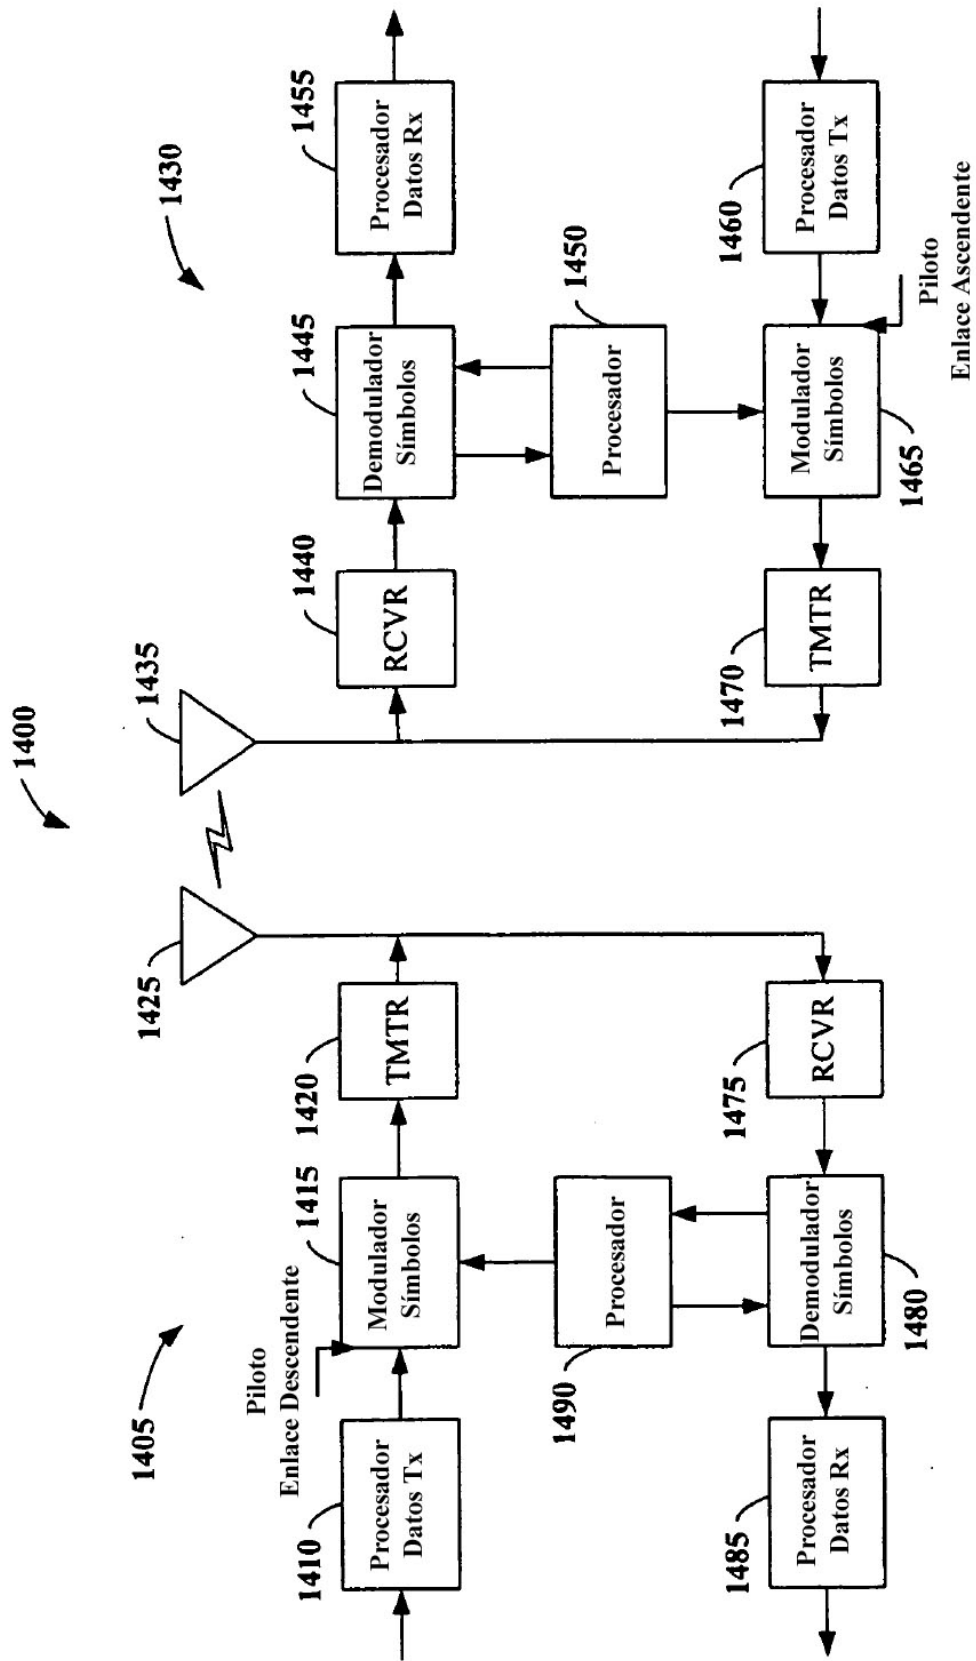 1400
1405
1430
1425
1435
1410
Procesador
Datos Tx
Piloto
Enlace Descendente
1415
Modulador
Símbolos
1420
TMTR
1440
RCVR
1445
Demodulador
Símbolos
1455
Procesador
Datos Rx
1490
Procesador
1450
Procesador
1485
Procesador
Datos Rx
1480
Demodulador
Símbolos
1475
RCVR
1470
TMTR
1465
Modulador
Símbolos
1460
Procesador
Datos Tx
Piloto
Enlace Ascendente